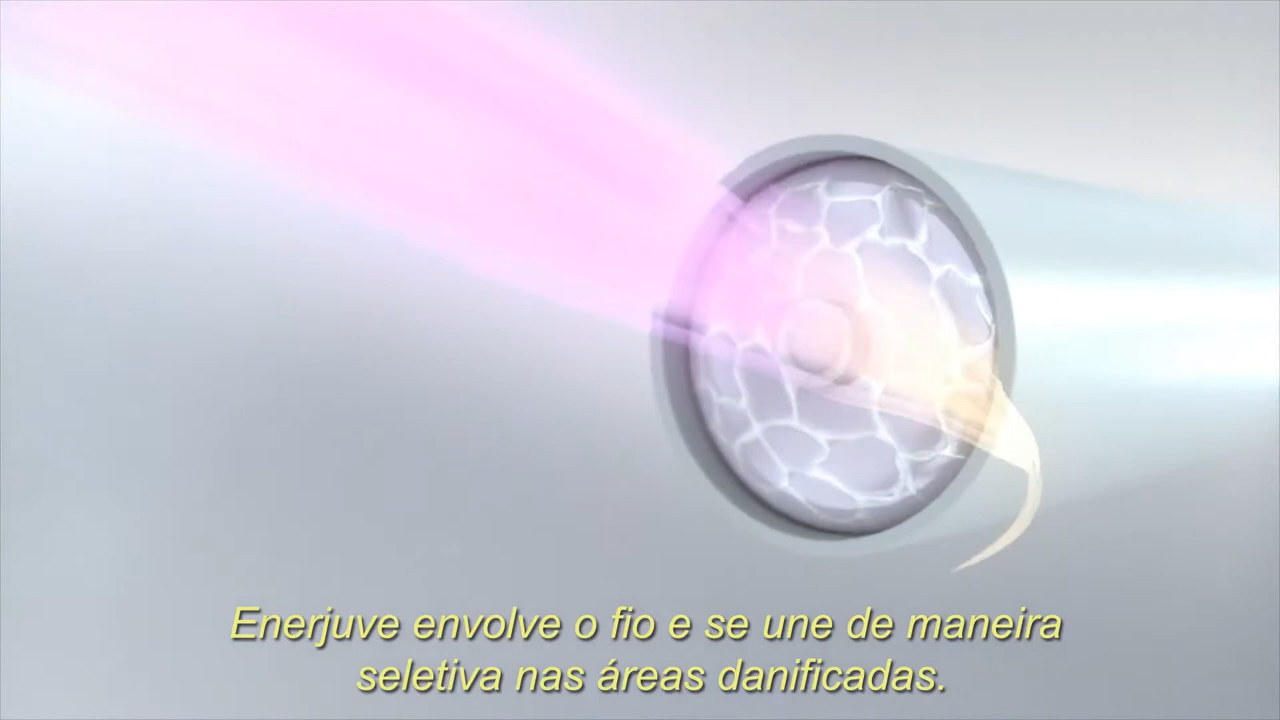 Enerjuve envolve o fio e se une de maneira
seletiva nas áreas danificadas.